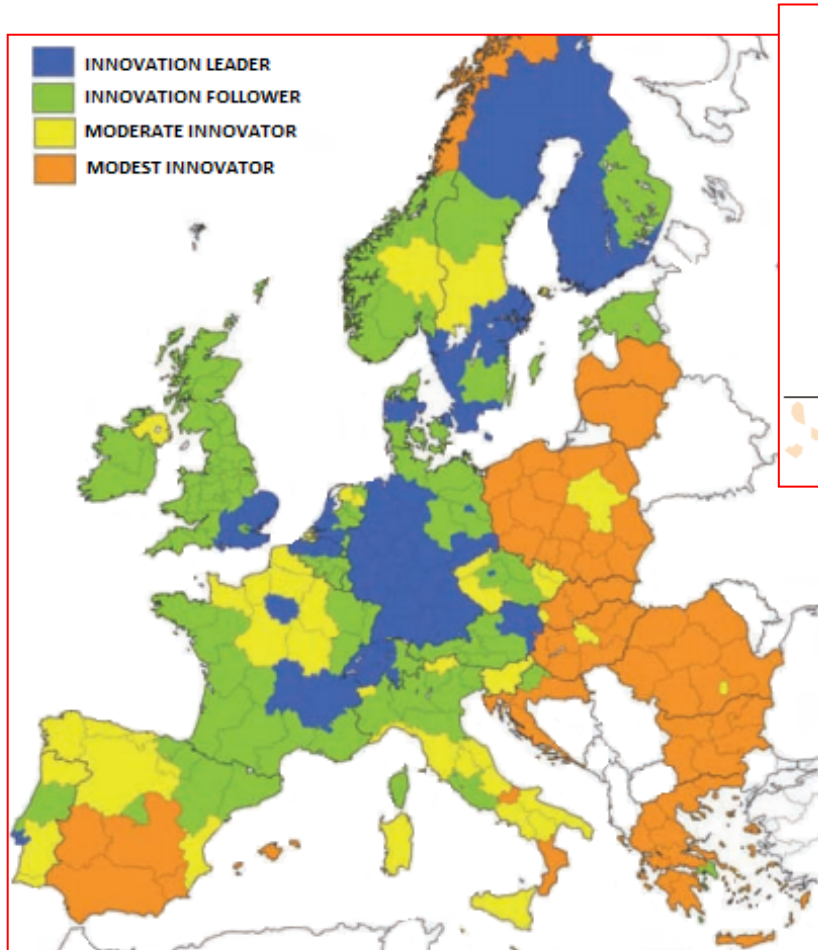 INNOVATION LEADER
INNOVATION FOLLOWER
MODERATE INNOVATOR
MODEST INNOVATOR